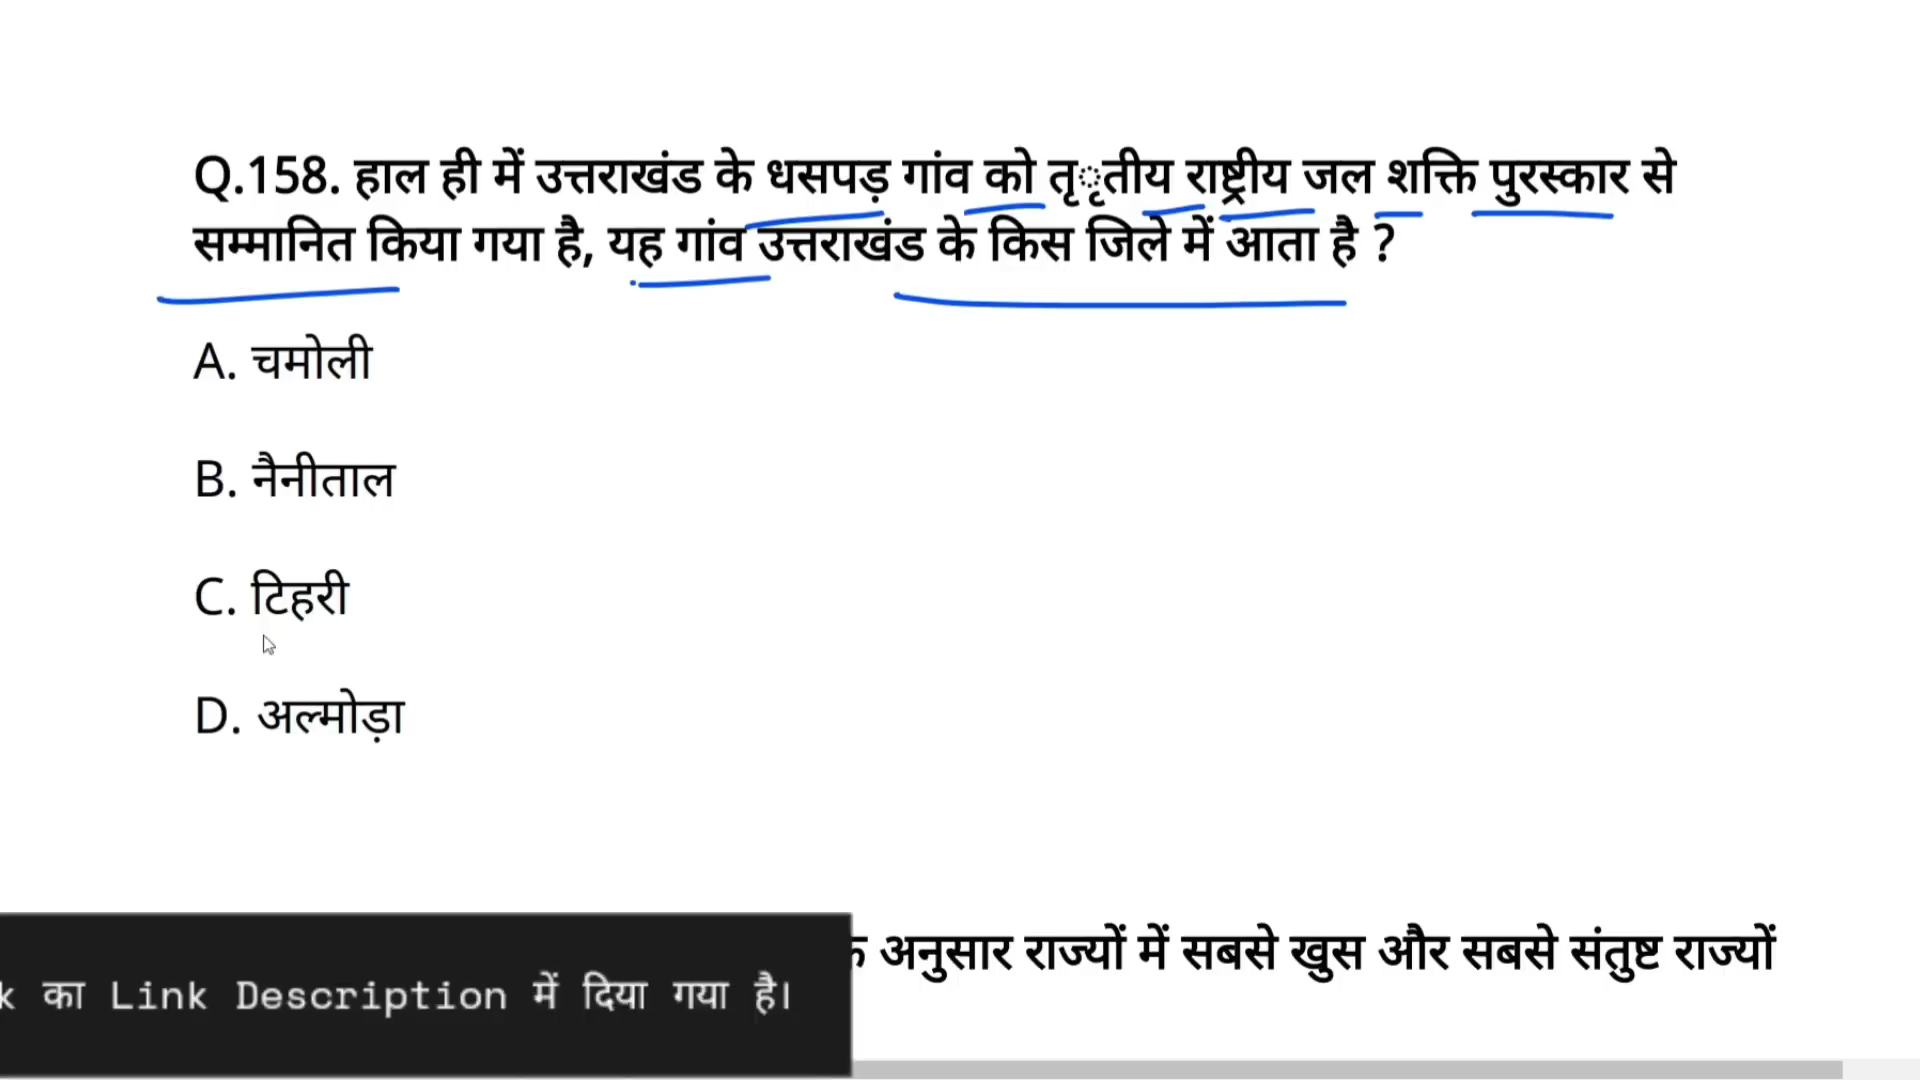 Q.158. हाल ही में उत्तराखंड के धसपड़ गांव को तृृतीय राष्ट्रीय जल शक्ति पुरस्कार से
सम्मानित किया गया है, यह गांव उत्तराखंड के किस जिले में आता है ?
A. चमोली
B. नैनीताल
C. टिहरी
D. अल्मोड़ा
अनुसार राज्यों में सबसे खुस और सबसे संतुष्ट राज्यों
k का Link Description में दिया गया है।